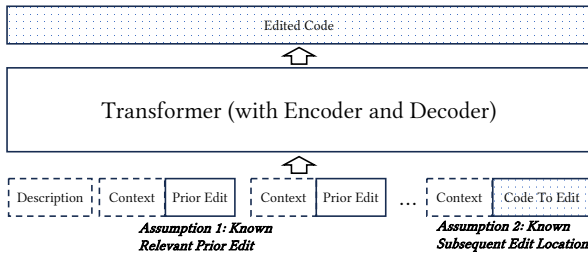 Edited Code
Transformer (with Encoder and Decoder)
Description Context Prior Edit Context Prior Edit ... Context Code To Edit
Assumption 1: Known
Relevant Prior Edit
Assumption 2: Known
Subsequent Edit Location